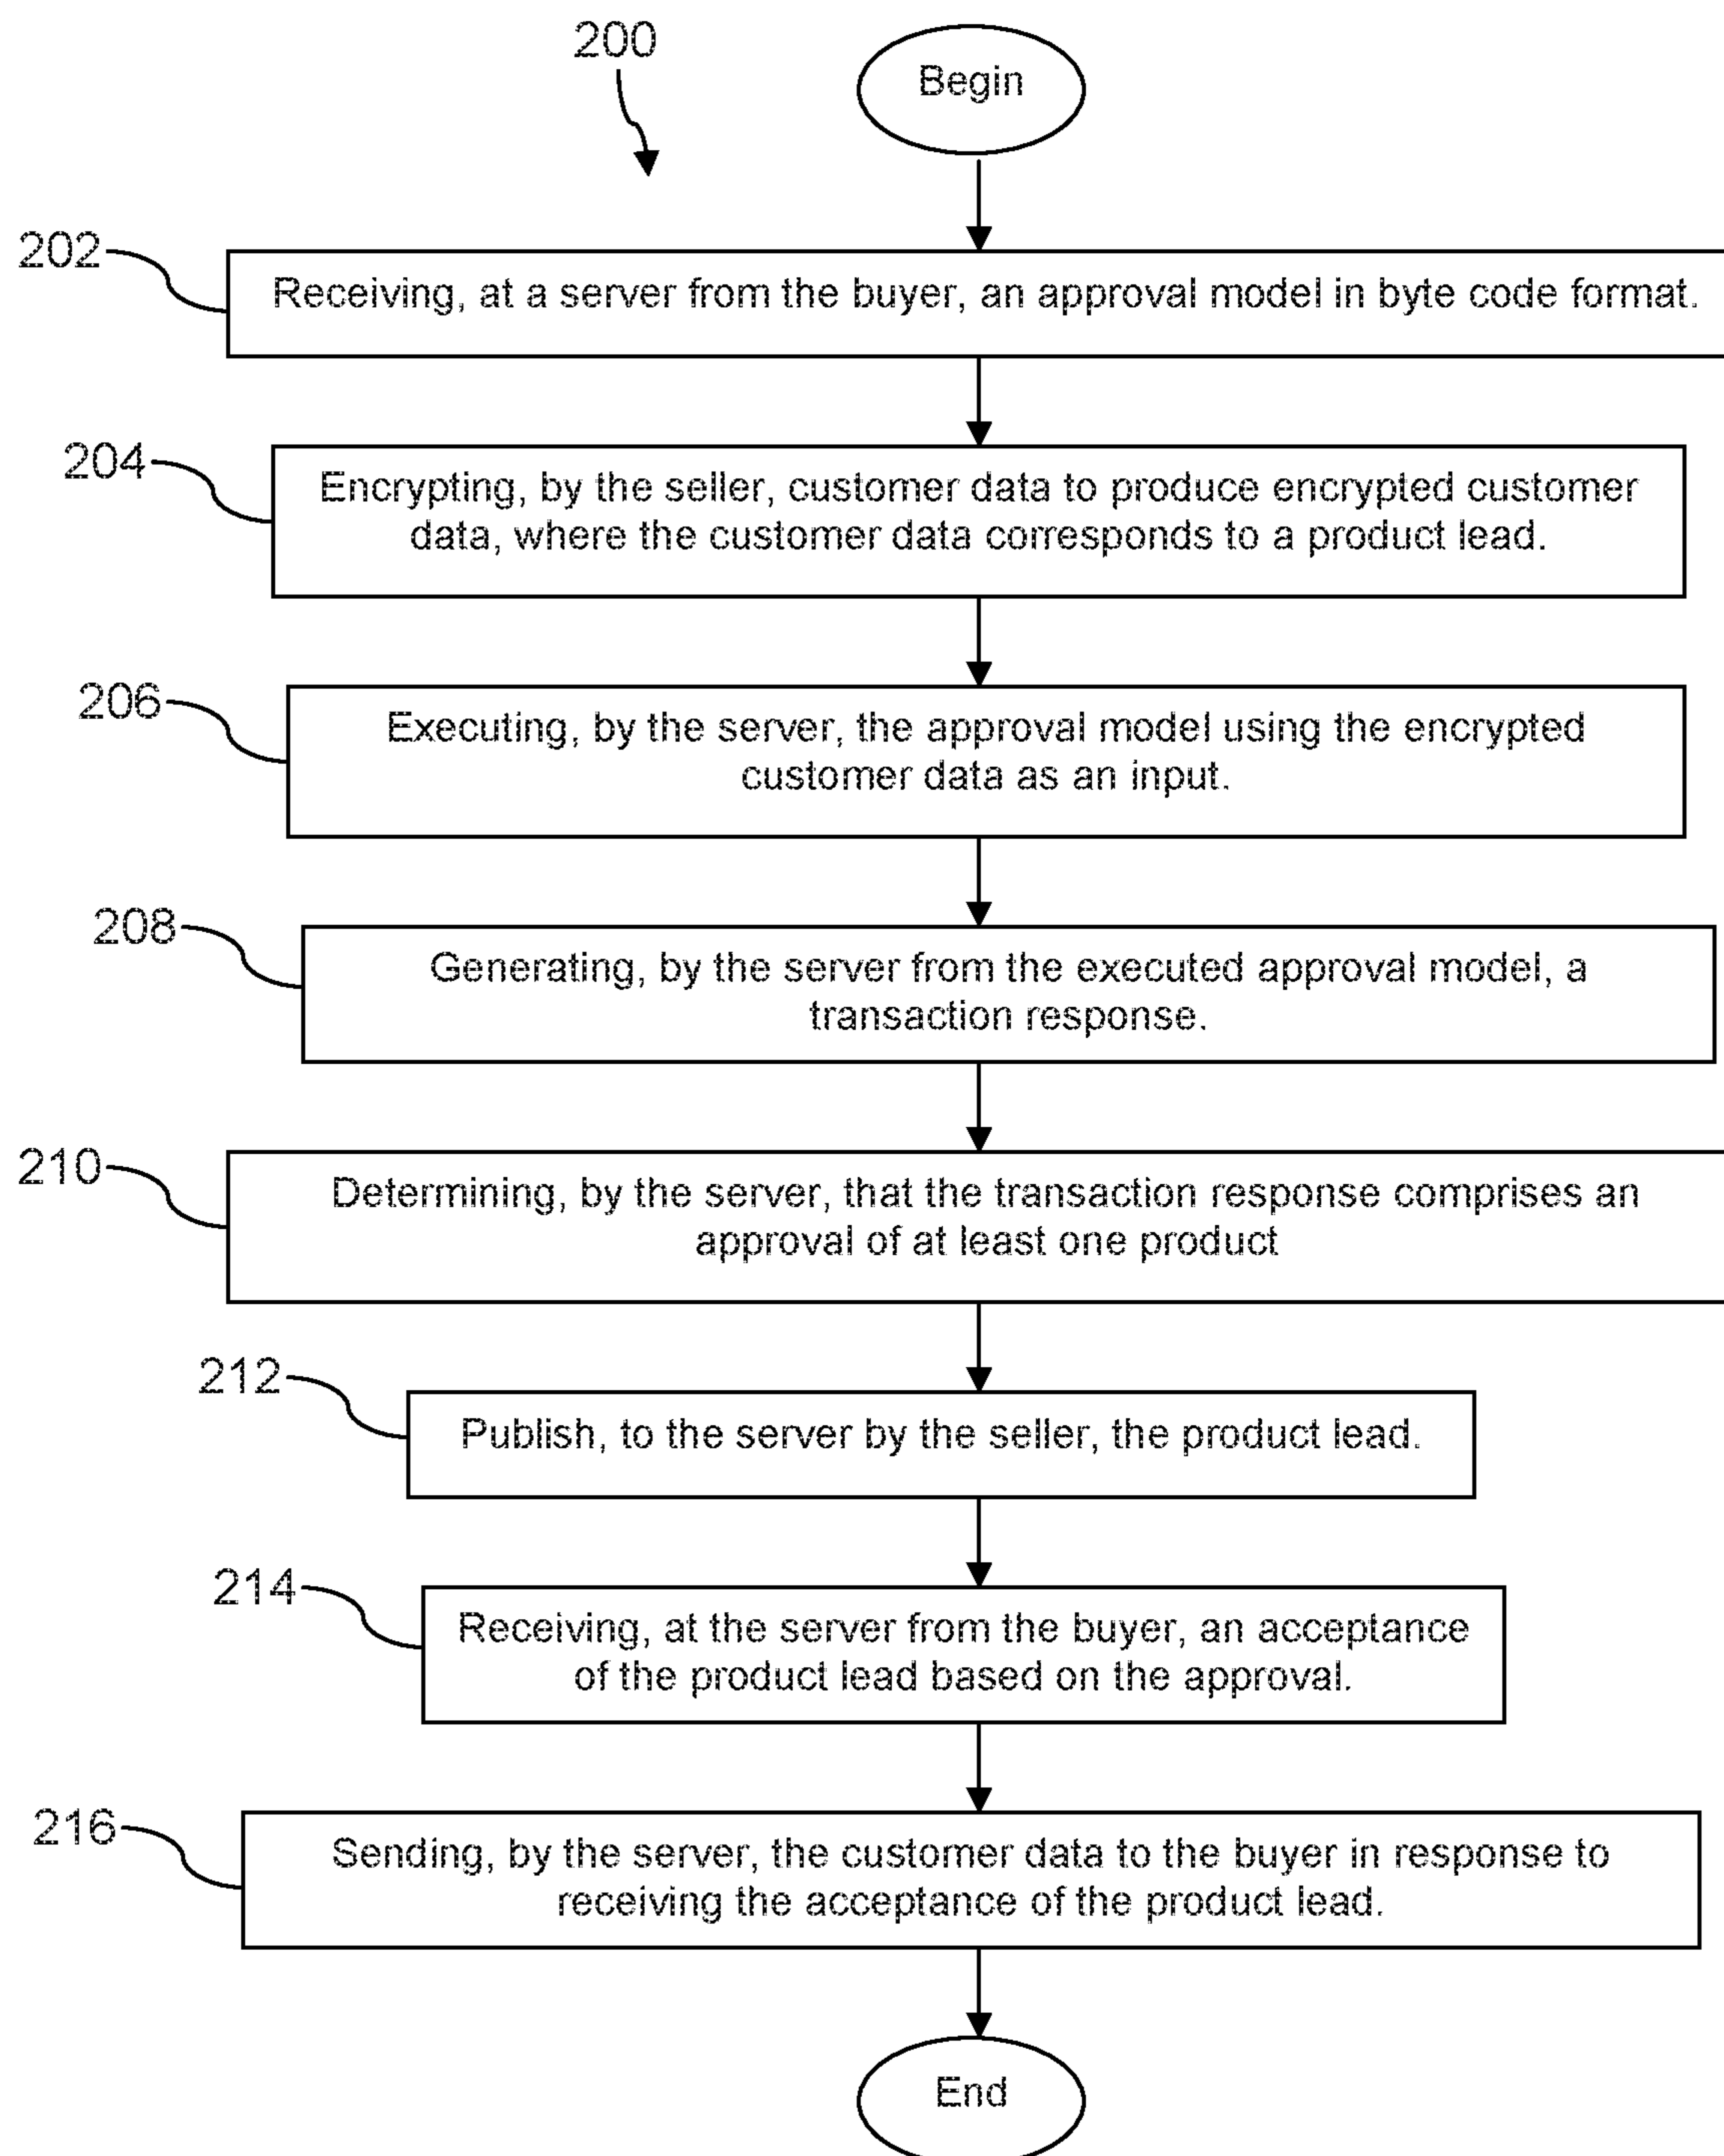 200
Begin
202
Receiving, at a server from the buyer, an approval model in byte code format.
204
Encrypting, by the seller, customer data to produce encrypted customer
data, where the customer data corresponds to a product lead.
206
Executing, by the server, the approval model using the encrypted
customer data as an input.
208
Generating, by the server from the executed approval model, a
transaction response.
210
Determining, by the server, that the transaction response comprises an
approval of at least one product
212
Publish, to the server by the seller, the product lead.
214
Receiving, at the server from the buyer, an acceptance
of the product lead based on the approval.
216
Sending, by the server, the customer data to the buyer in response to
receiving the acceptance of the product lead.
End